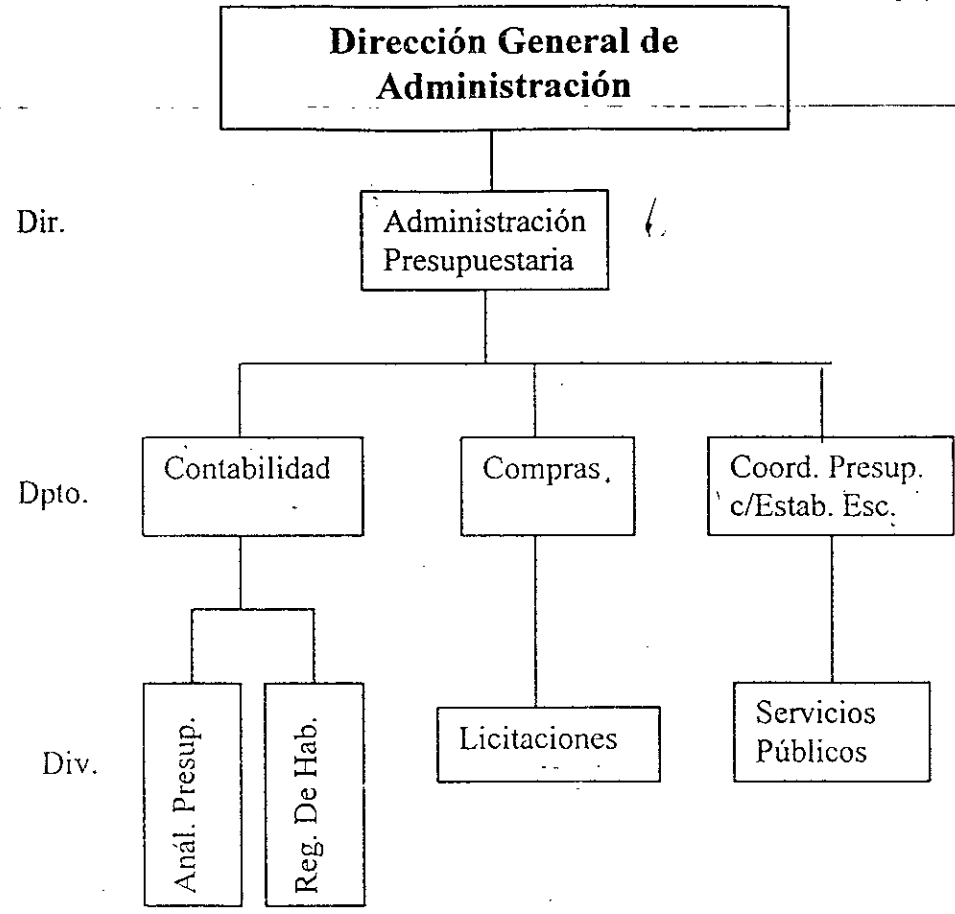 Dirección General de
Administración
Dir.
Administración
Presupuestaria
Dpto.
Contabilidad
Compras
Coord. Presup.
c/Estab. Esc.
Div.
Anál. Presup.
Reg. De Hab.
Licitaciones
Servicios
Públicos